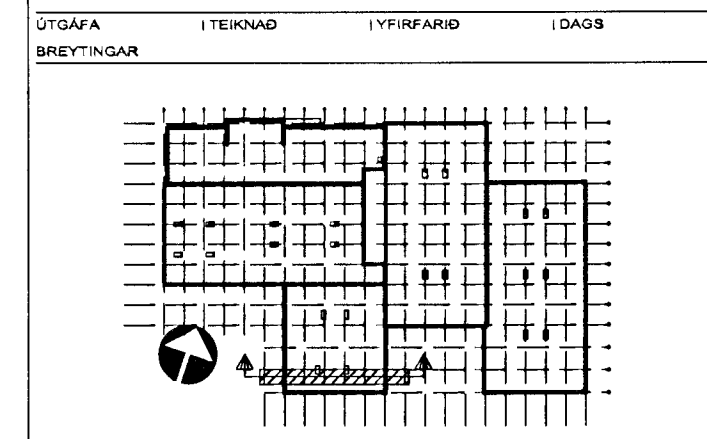 ÚTGÁFA | TEIKNAÐ | YFIRFARIÐ | DAGS
BREYTINGAR